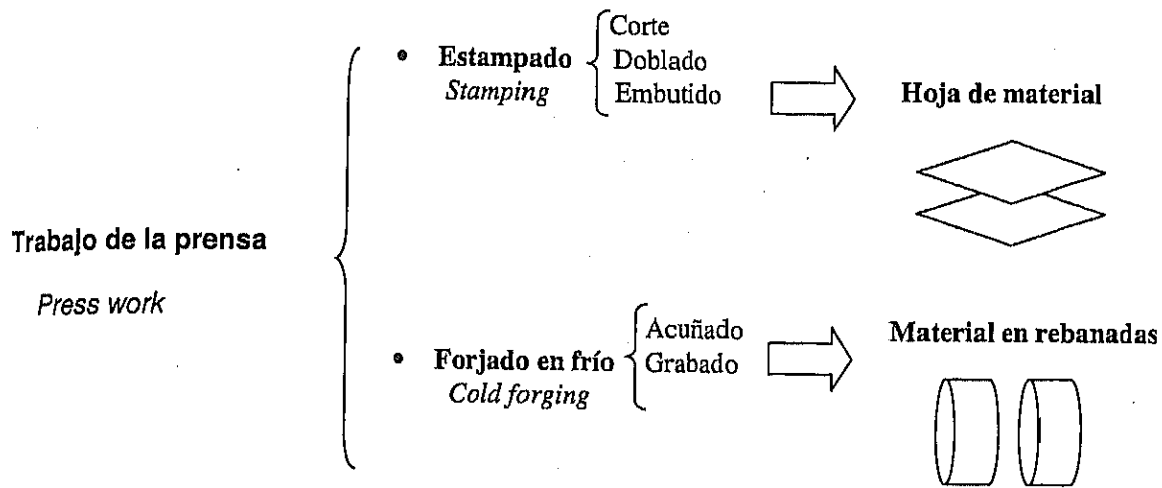 Trabajo de la prensa
Press work
• Estampado
Stamping
Corte
Doblado
Embutido
Hoja de material
• Forjado en frío
Cold forging
Acuñado
Grabado
Material en rebanadas